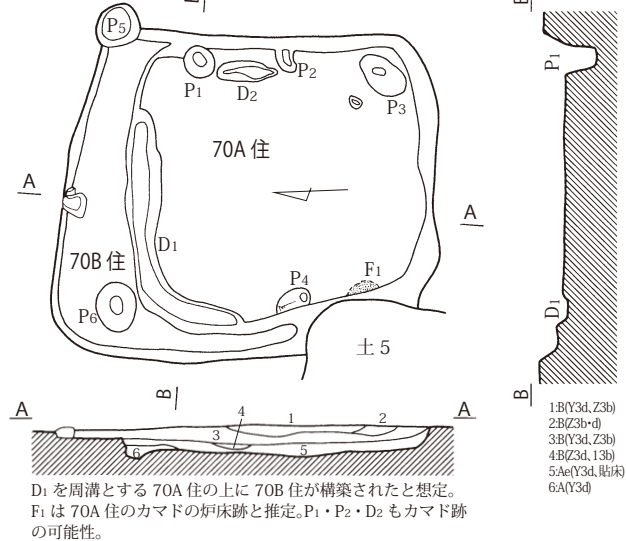 B
B
P5
P1
D2
P2
P3
P1
70A 住
A
A
D1
70B 住
P6
P4
F1
土 5
D1
B
B
A
A
4
1
2
3
5
6
1:B(Y3d、Z3b)
2:B(Z3b・d)
3:B(Y3d、Z3b)
4:B(Z3d、13b)
5:Ae(Y3d、貼床)
6:A(Y3d)
D1 を周溝とする 70A 住の上に 70B 住が構築されたと想定。
F1 は 70A 住のカマドの炉床跡と推定。P1・P2・D2 もカマド跡
の可能性。